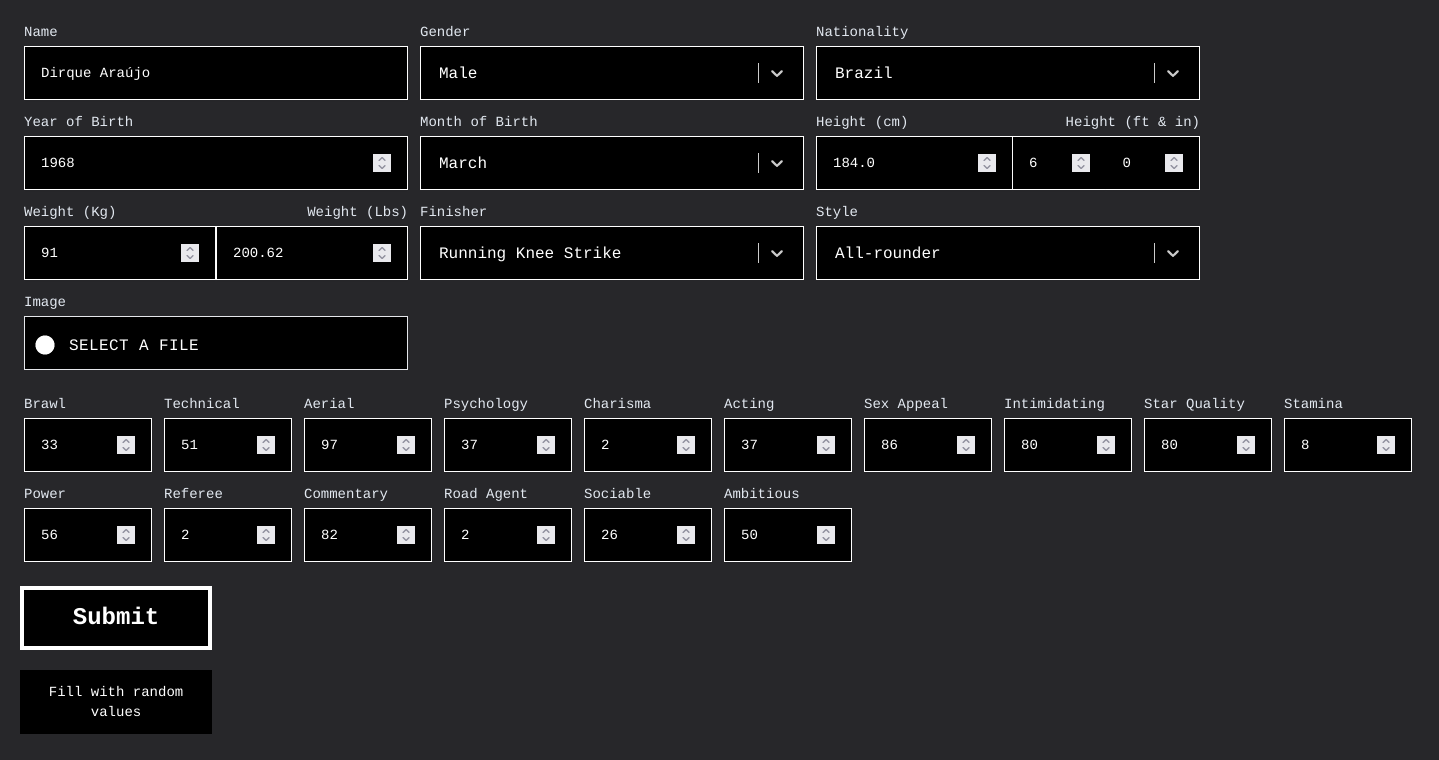 Name Gender Nationality
Dirque Araújo Male Brazil
Year of Birth Month of Birth Height (cm) Height (ft & in)
1968 March 184.0 6 0
Weight (Kg) Weight (Lbs) Finisher Style
91 200.62 Running Knee Strike All-rounder
Image
SELECT A FILE
Brawl Technical Aerial Psychology Charisma Acting Sex Appeal Intimidating Star Quality Stamina
33 51 97 37 2 37 86 80 80 8
Power Referee Commentary Road Agent Sociable Ambitious
56 2 82 2 26 50
Submit
Fill with random
values